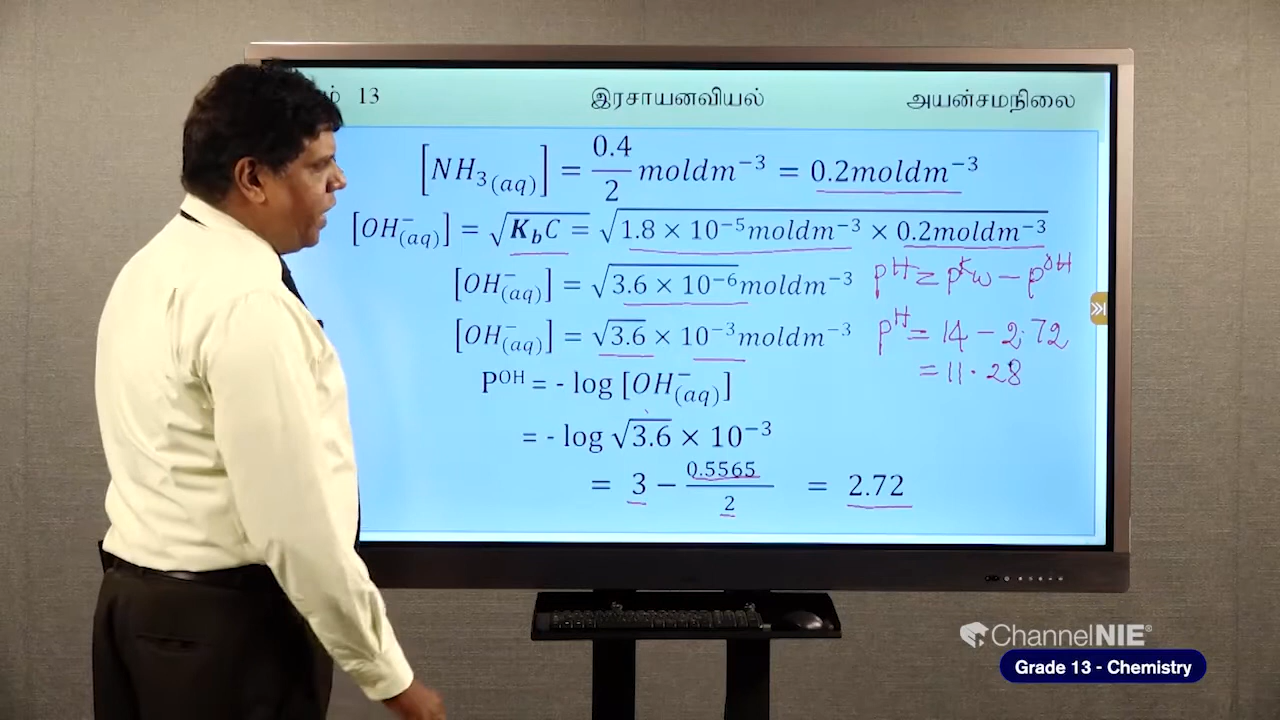 13 இரசாயனவியல் அயன்சமநிலை
[NH₃(aq)] = 0.4/2 moldm⁻³ = 0.2moldm⁻³
[OH⁻(aq)] = √(K_bC) = √(1.8 × 10⁻⁵moldm⁻³ × 0.2moldm⁻³)
[OH⁻(aq)] = √(3.6 × 10⁻⁶)moldm⁻³
pH = pKw − pOH
[OH⁻(aq)] = √3.6 × 10⁻³moldm⁻³
pH = 14 − 2.72
= 11.28
Pᴼᴴ = - log [OH⁻(aq)]
= - log √3.6 × 10⁻³
= 3 − 0.5565/2 = 2.72
ChannelNIE®
Grade 13 - Chemistry